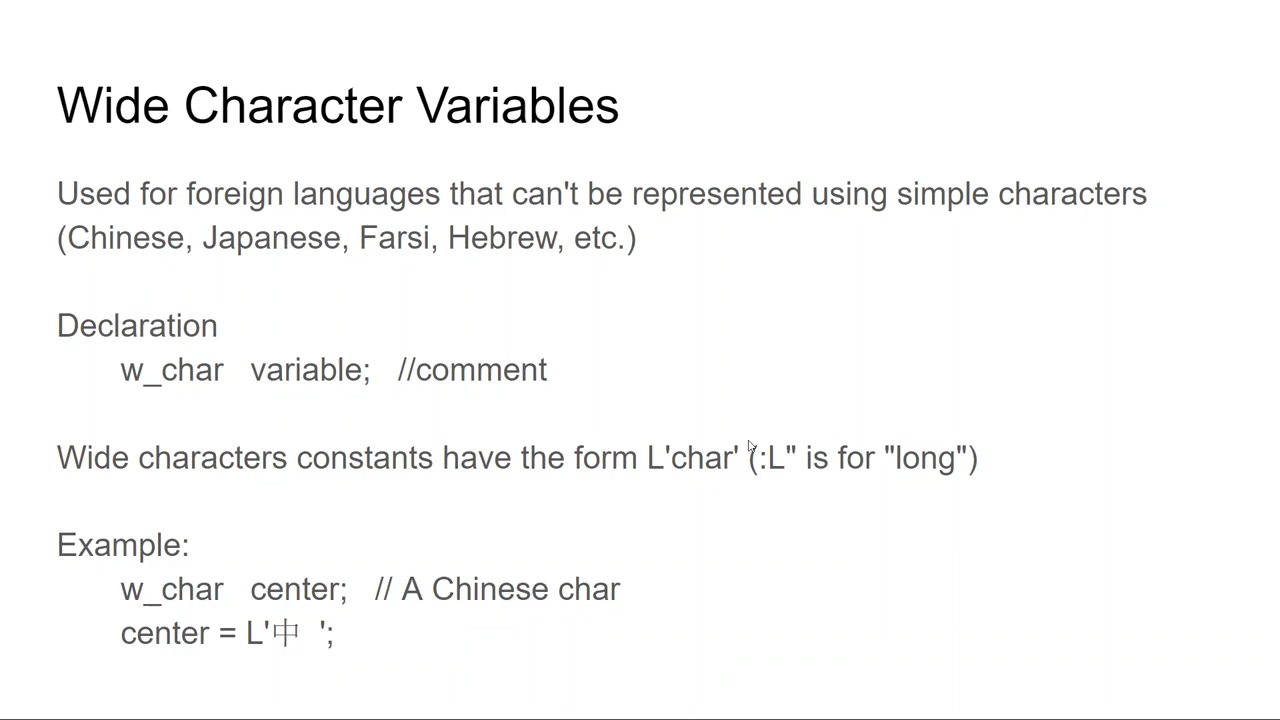 Wide Character Variables
Used for foreign languages that can't be represented using simple characters
(Chinese, Japanese, Farsi, Hebrew, etc.)
Declaration
w_char variable; //comment
Wide characters constants have the form L'char' (:L" is for "long")
Example:
w_char center; // A Chinese char
center = L'中 ';